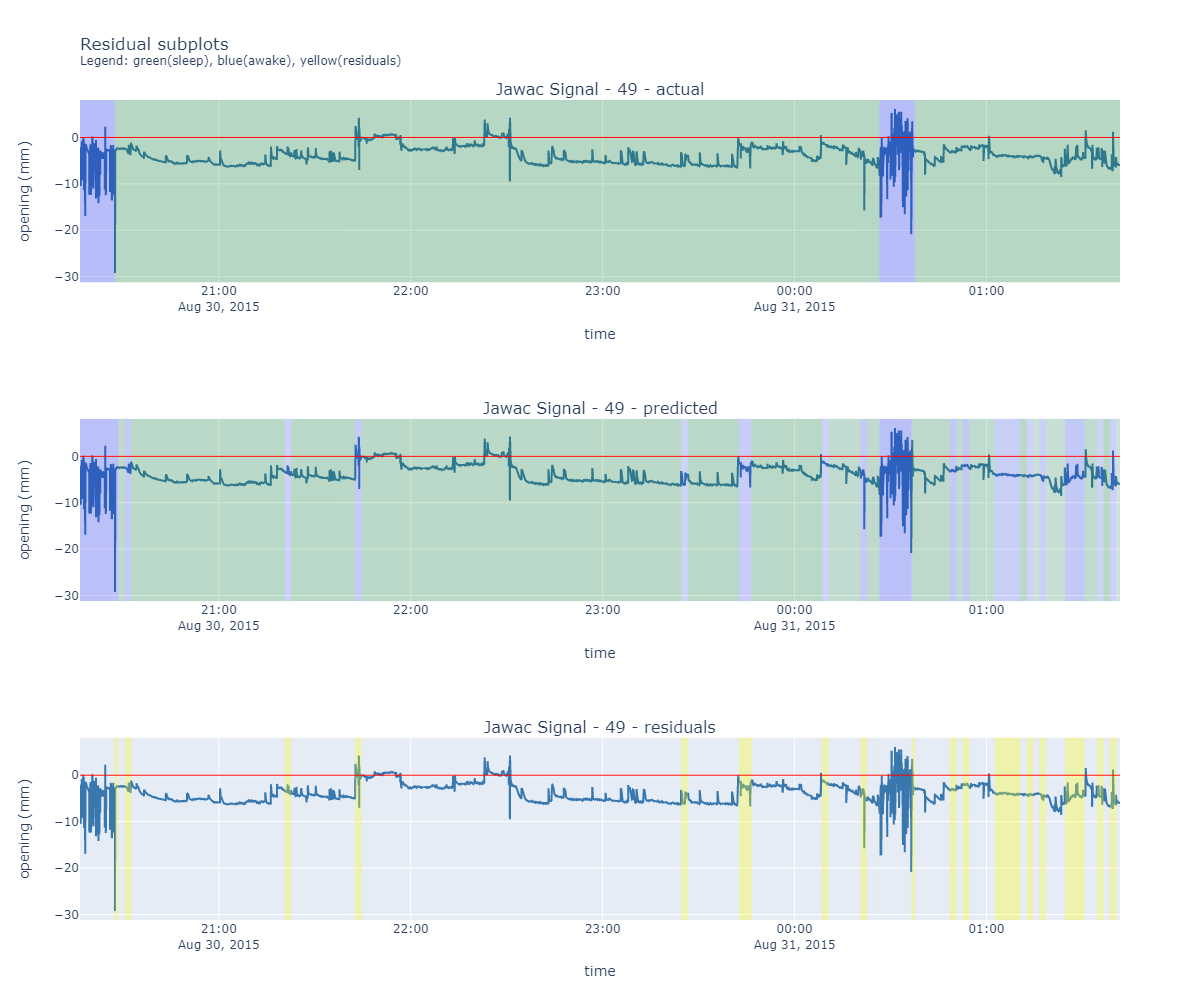 Residual subplots
Legend: green(sleep), blue(awake), yellow(residuals)
Jawac Signal - 49 - actual
opening (mm)
0
−10
−20
−30
21:00 22:00 23:00 00:00 01:00
Aug 30, 2015 Aug 31, 2015
time
Jawac Signal - 49 - predicted
opening (mm)
0
−10
−20
−30
21:00 22:00 23:00 00:00 01:00
Aug 30, 2015 Aug 31, 2015
time
Jawac Signal - 49 - residuals
opening (mm)
0
−10
−20
−30
21:00 22:00 23:00 00:00 01:00
Aug 30, 2015 Aug 31, 2015
time